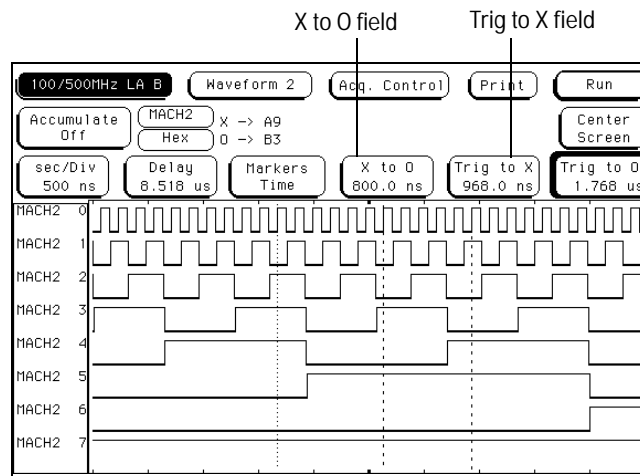 X to O field Trig to X field
100/500MHz LA B Waveform 2 Acq. Control Print Run
Accumulate Off MACH2 Hex X -> A9 O -> B3 Center Screen
sec/Div 500 ns Delay 8.518 us Markers Time X to O 800.0 ns Trig to X 968.0 ns Trig to O 1.768 us
MACH2 0
MACH2 1
MACH2 2
MACH2 3
MACH2 4
MACH2 5
MACH2 6
MACH2 7